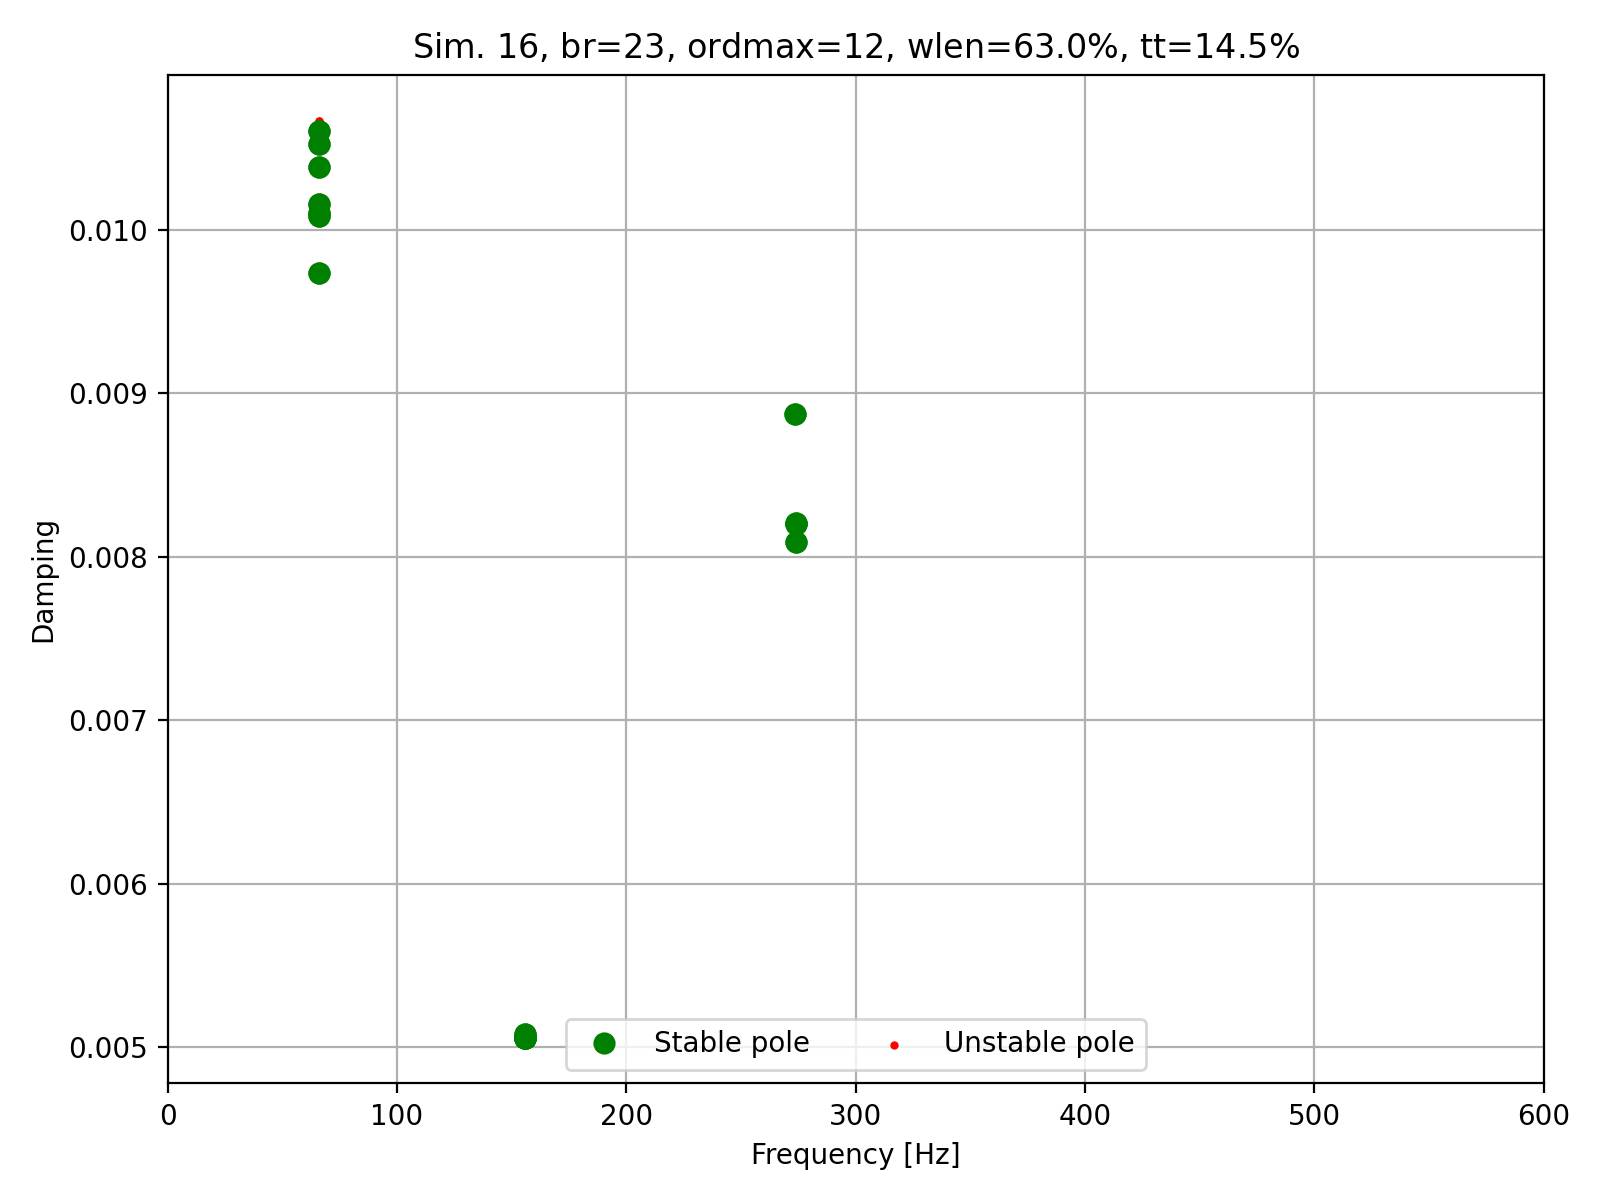 Sim. 16, br=23, ordmax=12, wlen=63.0%, tt=14.5%
0.010
0.009
0.008
0.007
0.006
0.005
Damping
Stable pole
Unstable pole
0
100
200
300
400
500
600
Frequency [Hz]